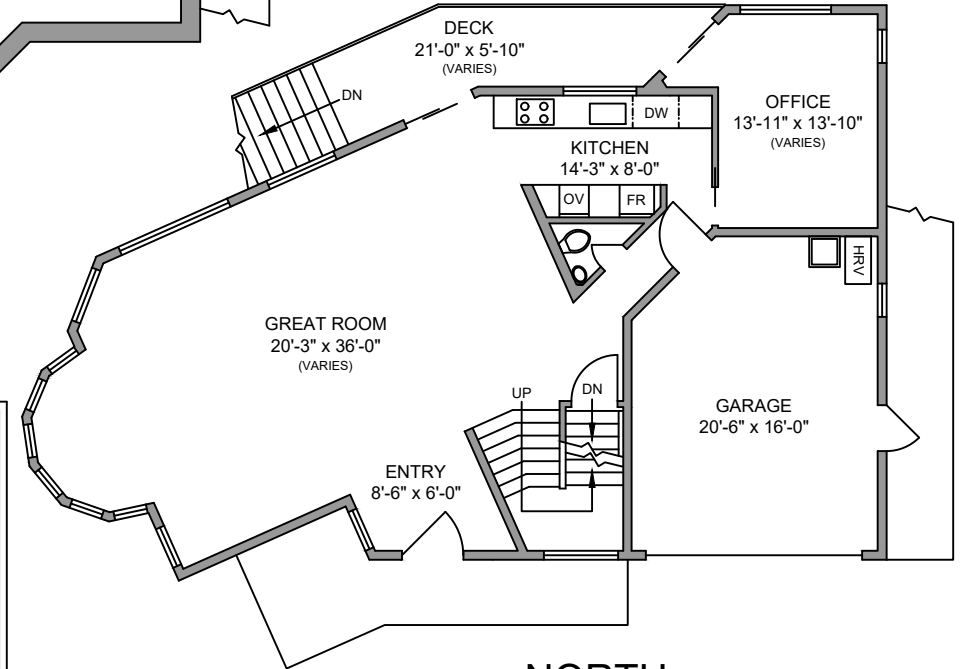 DECK
21'-0" x 5'-10"
(VARIES)
DN
OFFICE
13'-11" x 13'-10"
(VARIES)
DW
KITCHEN
14'-3" x 8'-0"
OV
FR
HRV
GREAT ROOM
20'-3" x 36'-0"
(VARIES)
UP
DN
GARAGE
20'-6" x 16'-0"
ENTRY
8'-6" x 6'-0"